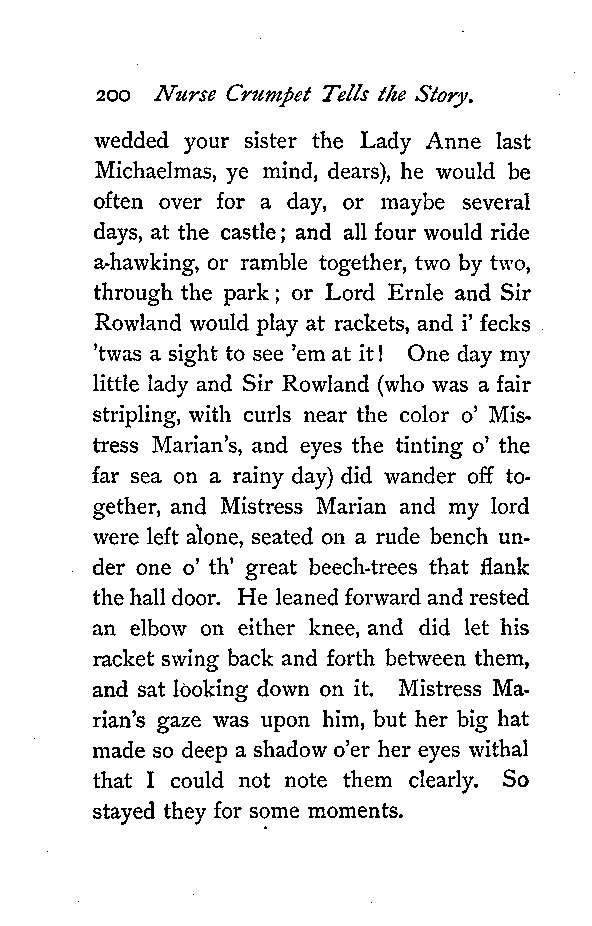 200 Nurse Crumpet Tells the Story.
wedded your sister the Lady Anne last
Michaelmas, ye mind, dears), he would be
often over for a day, or maybe several
days, at the castle; and all four would ride
a-hawking, or ramble together, two by two,
through the park; or Lord Ernle and Sir
Rowland would play at rackets, and i' fecks
'twas a sight to see 'em at it! One day my
little lady and Sir Rowland (who was a fair
stripling, with curls near the color o' Mis-
tress Marian's, and eyes the tinting o' the
far sea on a rainy day) did wander off to-
gether, and Mistress Marian and my lord
were left alone, seated on a rude bench un-
der one o' th' great beech-trees that flank
the hall door. He leaned forward and rested
an elbow on either knee, and did let his
racket swing back and forth between them,
and sat looking down on it. Mistress Ma-
rian's gaze was upon him, but her big hat
made so deep a shadow o'er her eyes withal
that I could not note them clearly. So
stayed they for some moments.